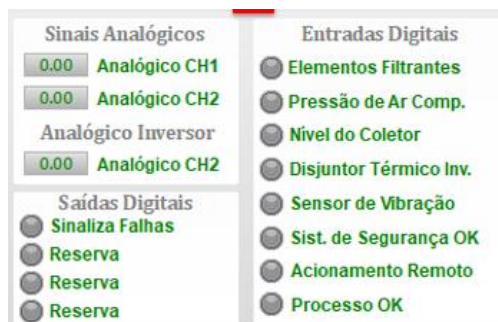 Sinais Analógicos
0.00 Analógico CH1
0.00 Analógico CH2
Analógico Inversor
0.00 Analógico CH2
Saídas Digitais
Sinaliza Falhas
Reserva
Reserva
Reserva
Entradas Digitais
Elementos Filtrantes
Pressão de Ar Comp.
Nível do Coletor
Disjuntor Térmico Inv.
Sensor de Vibração
Sist. de Segurança OK
Acionamento Remoto
Processo OK